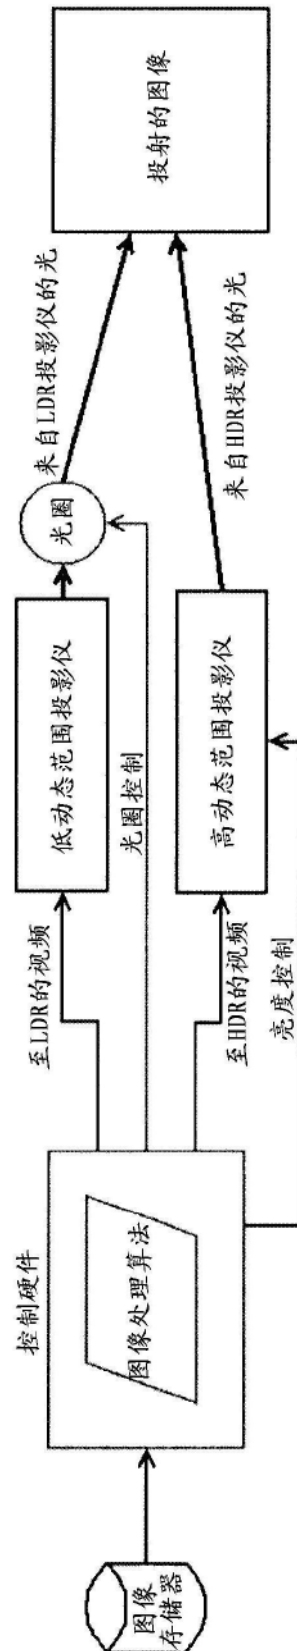 图像
存储器
控制硬件
图像处理算法
至LDR的视频
光圈控制
至HDR的视频
亮度控制
低动态范围投影仪
高动态范围投影仪
光圈
来自LDR投影仪的光
来自HDR投影仪的光
投射的图像